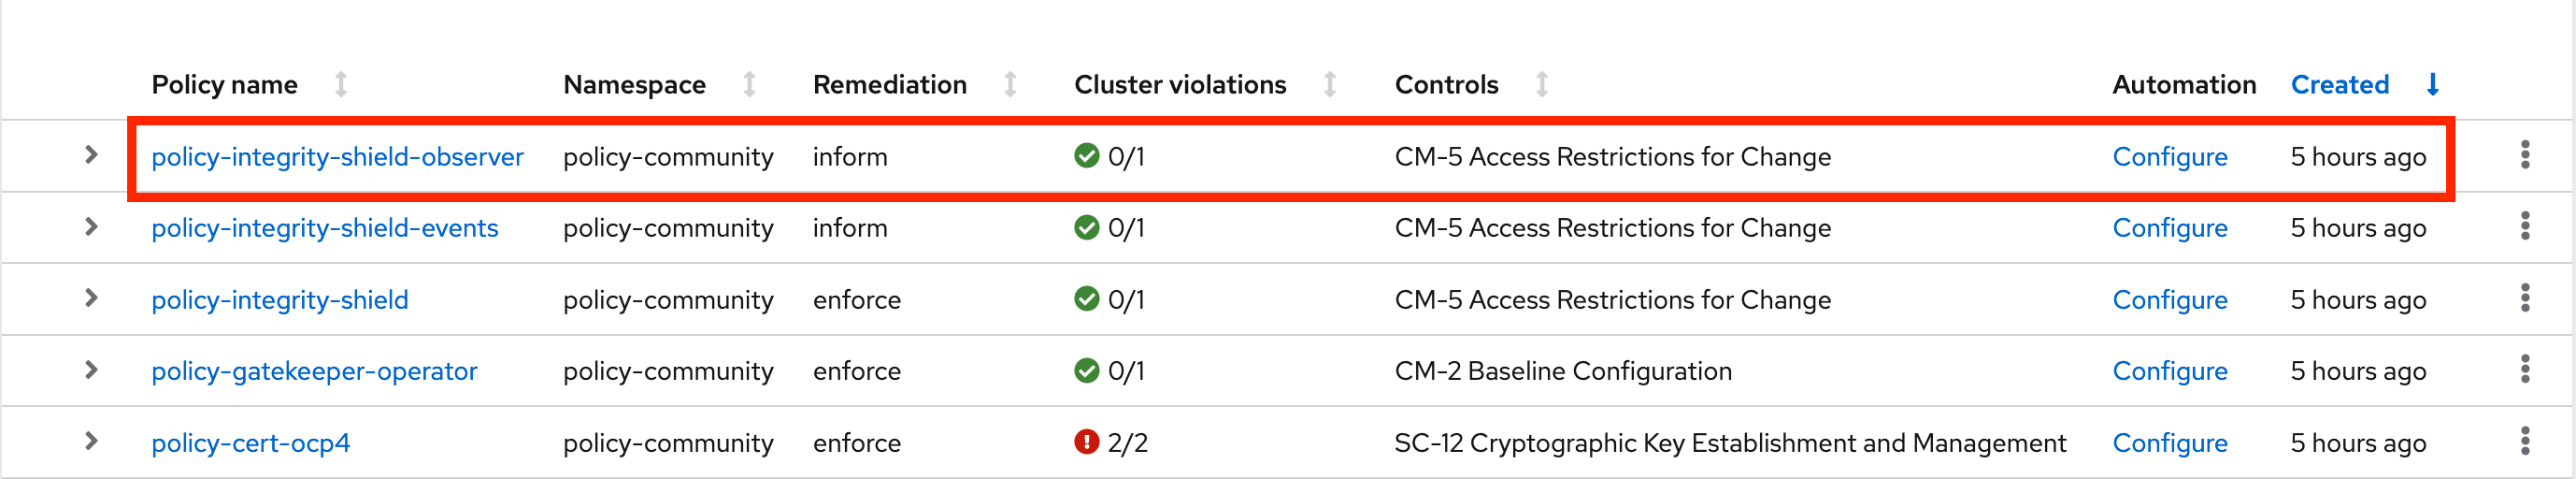 Policy name Namespace Remediation Cluster violations Controls Automation Created
policy-integrity-shield-observer policy-community inform 0/1 CM-5 Access Restrictions for Change Configure 5 hours ago
policy-integrity-shield-events policy-community inform 0/1 CM-5 Access Restrictions for Change Configure 5 hours ago
policy-integrity-shield policy-community enforce 0/1 CM-5 Access Restrictions for Change Configure 5 hours ago
policy-gatekeeper-operator policy-community enforce 0/1 CM-2 Baseline Configuration Configure 5 hours ago
policy-cert-ocp4 policy-community enforce 2/2 SC-12 Cryptographic Key Establishment and Management Configure 5 hours ago